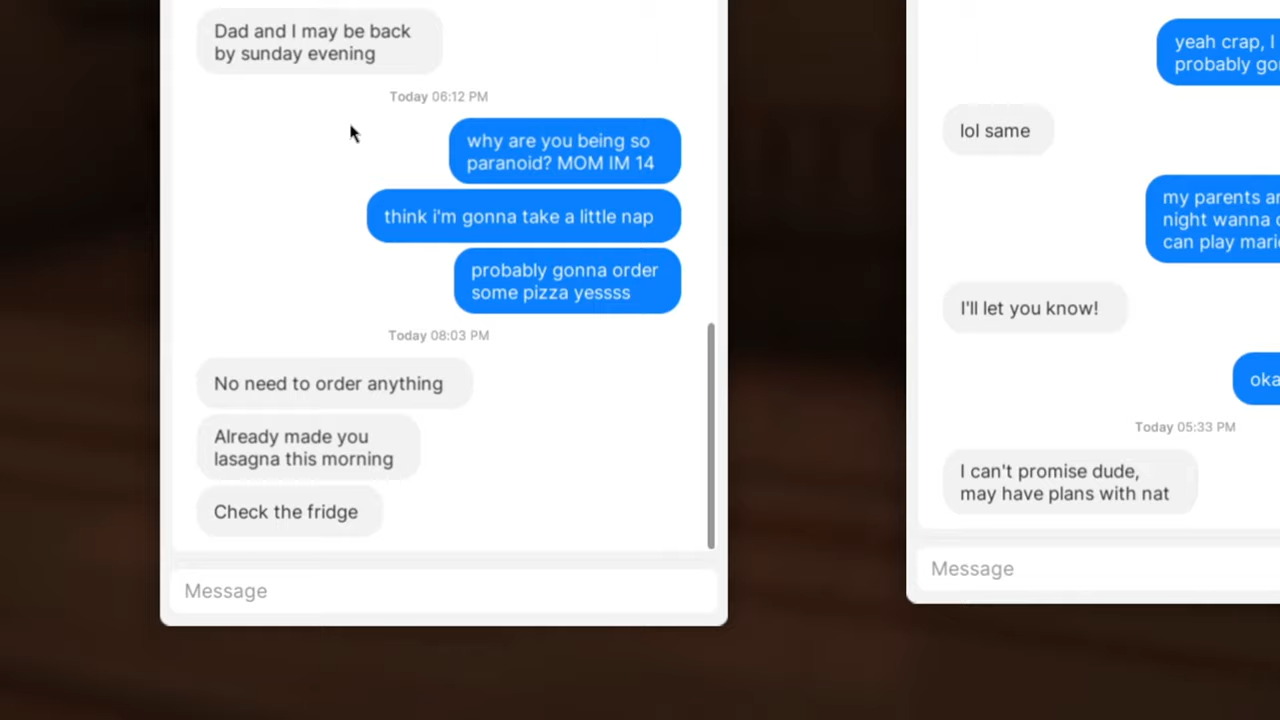 Dad and I may be back
by sunday evening
Today 06:12 PM
why are you being so
paranoid? MOM IM 14
think i'm gonna take a little nap
probably gonna order
some pizza yessss
Today 08:03 PM
No need to order anything
Already made you
lasagna this morning
Check the fridge
Message
yeah crap, I
probably
lol same
my parents
night wanna
can play
I'll let you know!
Today 05:33 PM
I can't promise dude,
may have plans with nat
Message